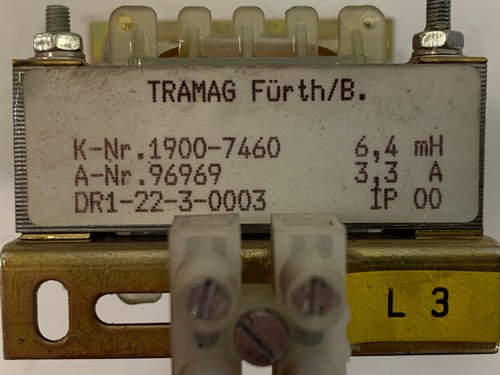 TRAMAG Fürth/B.
K-Nr.1900-7460 6,4 mH
A-Nr.96969 3,3 A
DR1-22-3-0003 IP 00
L 3